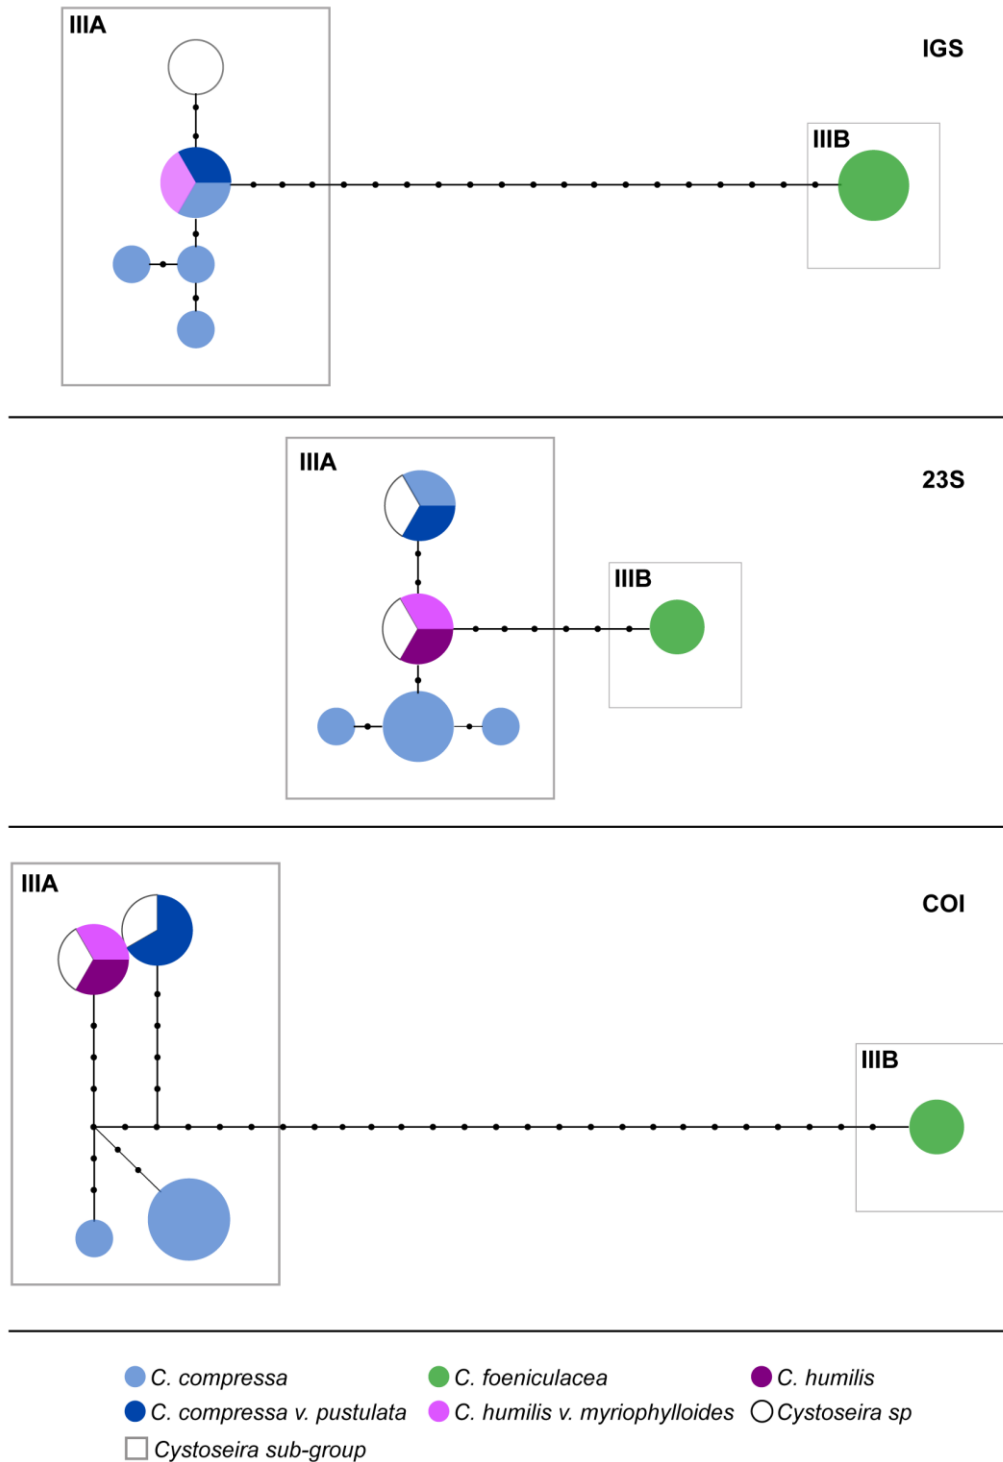 IIIA
IGS
IIIB
IIIA
23S
IIIB
IIIA
COI
IIIB
C. compressa
C. foeniculacea
C. humilis
C. compressa v. pustulata
C. humilis v. myriophylloides
Cystoseira sp
Cystoseira sub-group